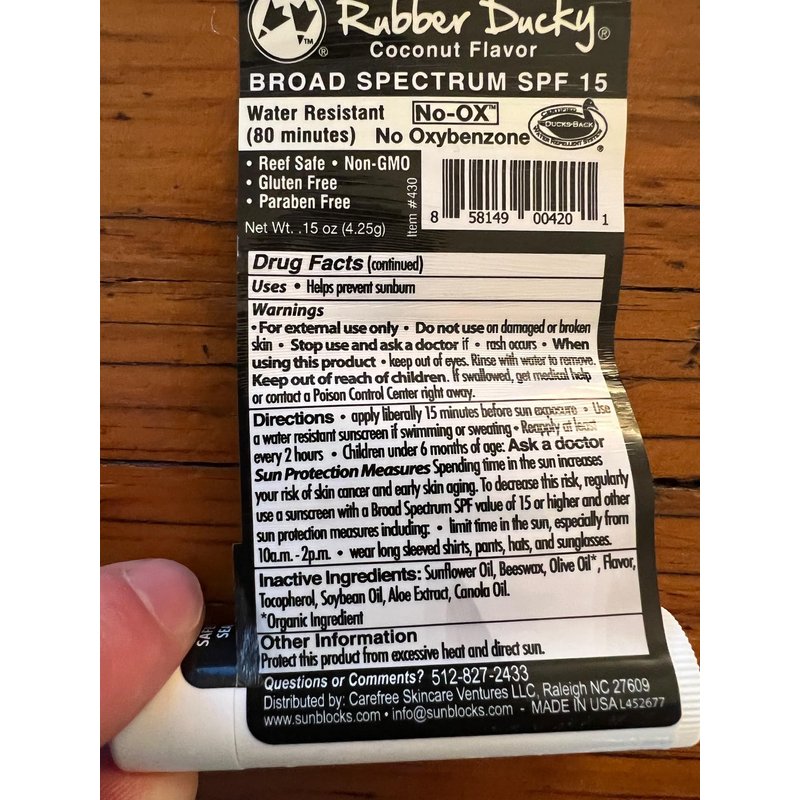 Rubber Ducky®
™ ®
Coconut Flavor
BROAD SPECTRUM SPF 15
Water Resistant
(80 minutes)
No-OX™
No Oxybenzone
CERTIFIED
DUCKS-BACK
WATER REPELLENT SYSTEM
®
• Reef Safe • Non-GMO
• Gluten Free
• Paraben Free
Net Wt. .15 oz (4.25g)
Item #430
8 58149 00420 1
Drug Facts (continued)
Uses • Helps prevent sunburn
Warnings
• For external use only • Do not use on damaged or broken
skin • Stop use and ask a doctor if • rash occurs • When
using this product • keep out of eyes. Rinse with water to remove.
Keep out of reach of children. If swallowed, get medical help
or contact a Poison Control Center right away.
Directions • apply liberally 15 minutes before sun exposure • Use
a water resistant sunscreen if swimming or sweating • Reapply at least
every 2 hours • Children under 6 months of age: Ask a doctor
Sun Protection Measures Spending time in the sun increases
your risk of skin cancer and early skin aging. To decrease this risk, regularly
use a sunscreen with a Broad Spectrum SPF value of 15 or higher and other
sun protection measures including: • limit time in the sun, especially from
10a.m. - 2p.m. • wear long sleeved shirts, pants, hats, and sunglasses.
Inactive Ingredients: Sunflower Oil, Beeswax, Olive Oil*, Flavor,
Tocopherol, Soybean Oil, Aloe Extract, Canola Oil.
*Organic Ingredient
Other Information
Protect this product from excessive heat and direct sun.
Questions or Comments? 512-827-2433
Distributed by: Carefree Skincare Ventures LLC, Raleigh NC 27609
www.sunblocks.com • info@sunblocks.com - MADE IN USA L452677